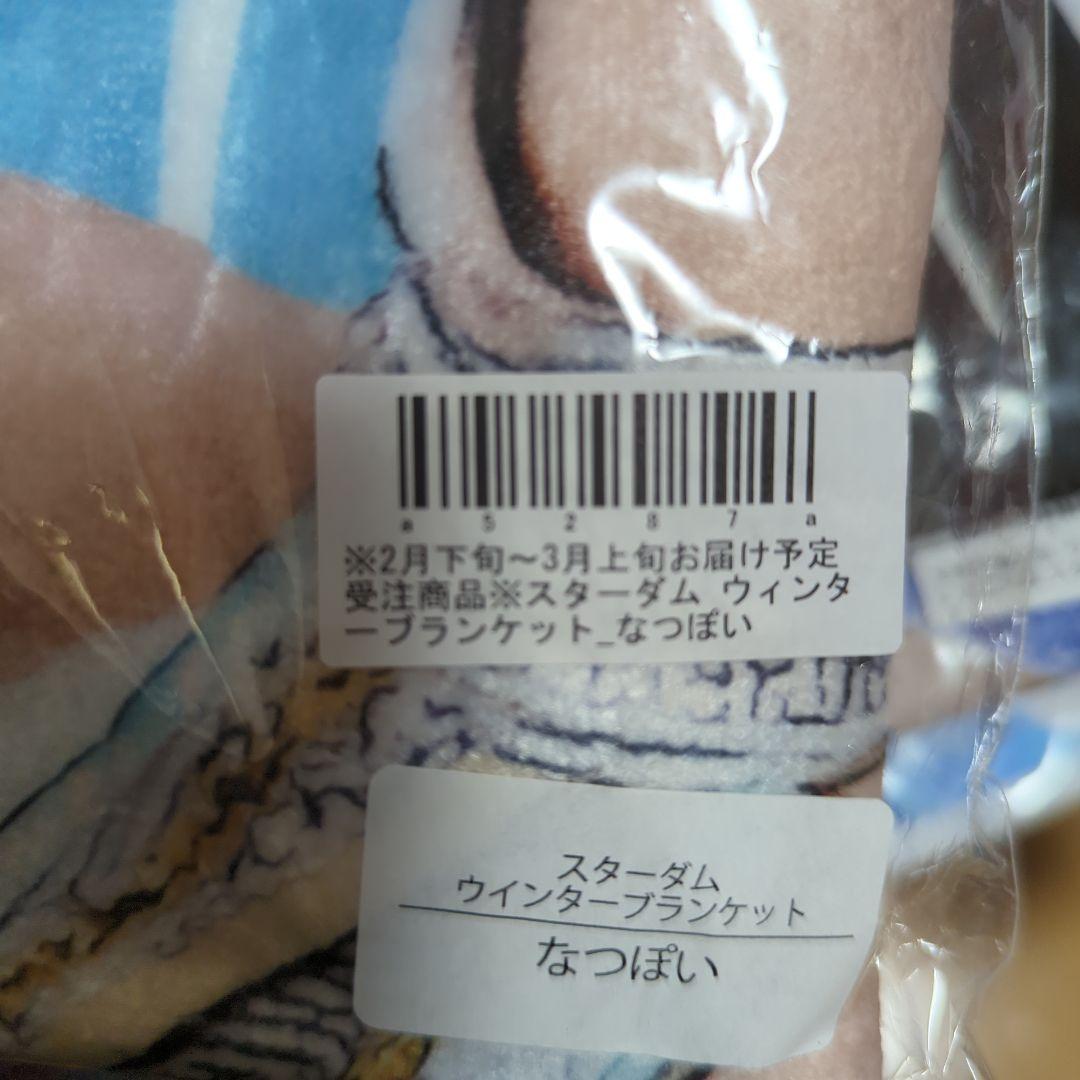 a 5 2 8 7 a
※2月下旬～3月上旬お届け予定
受注商品※スターダム ウィンタ
ーブランケット_なつぽい
スターダム
ウインターブランケット
なつぽい